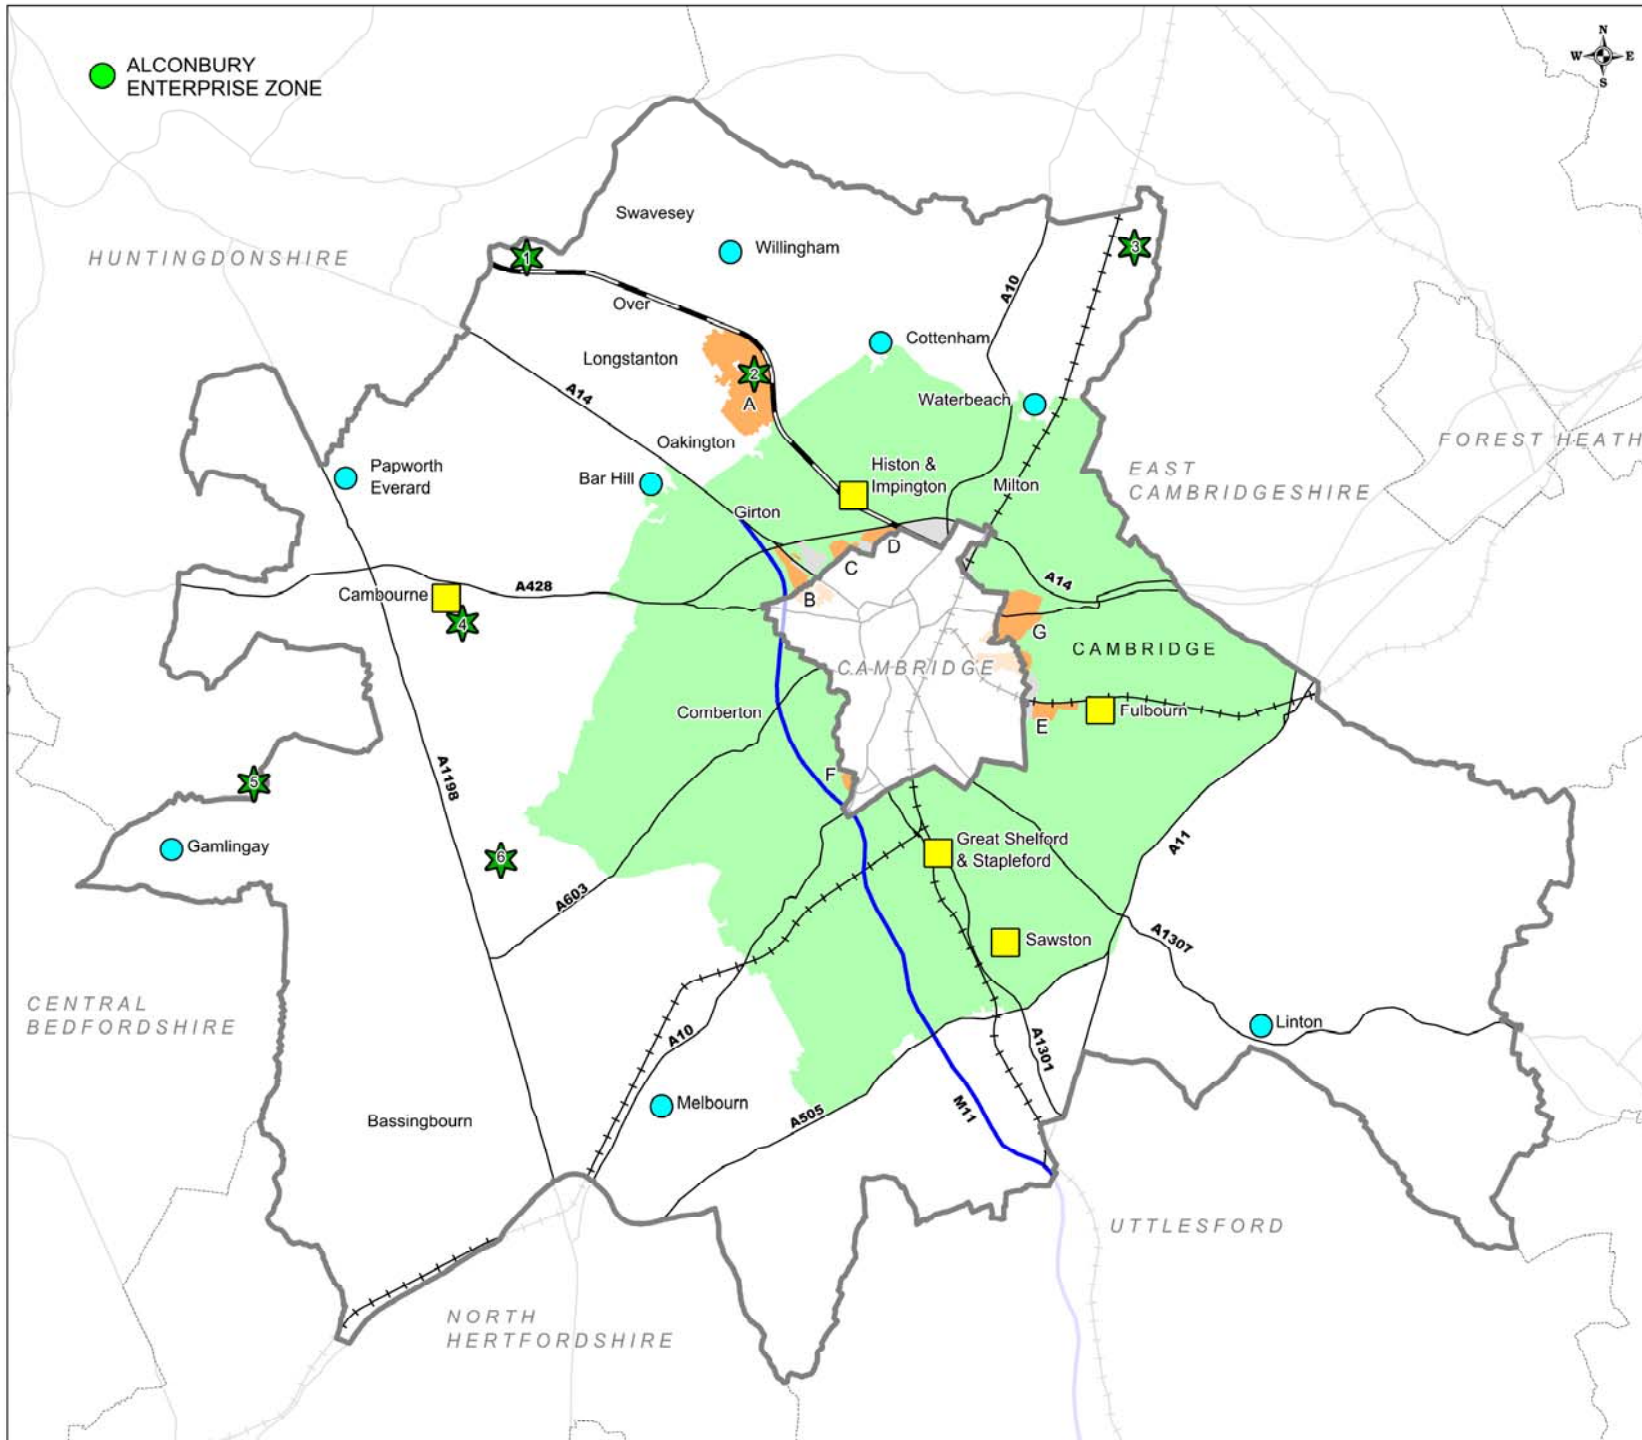 N
W E
S
ALCONBURY
ENTERPRISE ZONE
Swavesey
Willingham
3
HUNTINGDONSHIRE
1
A10
Over
Cottenham
Longstanton
2
A14
A
Waterbeach
Oakington
FOREST HEATH
Papworth
Everard
Bar Hill
Histon &
Impington
Milton
EAST
CAMBRIDGESHIRE
Girton
D
C
A428
A14
Cambourne
B
4
G
CAMBRIDGE
CAMBRIDGE
Comberton
Fulbourn
E
A1198
F
5
Gamlingay
6
Great Shelford
& Stapleford
A11
A603
Sawston
A1307
CENTRAL
BEDFORDSHIRE
Linton
A10
A1301
Melbourn
Bassingbourn
A505
M11
UTTLESFORD
NORTH
HERTFORDSHIRE